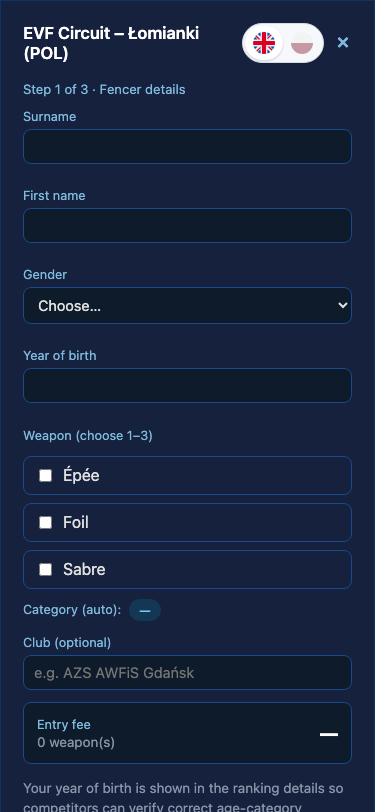 EVF Circuit – Łomianki
(POL)
×
Step 1 of 3 · Fencer details
Surname
First name
Gender
Choose...
Year of birth
Weapon (choose 1–3)
Épée
Foil
Sabre
Category (auto): —
Club (optional)
e.g. AZS AWFiS Gdańsk
Entry fee
0 weapon(s)
—
Your year of birth is shown in the ranking details so
competitors can verify correct age-category